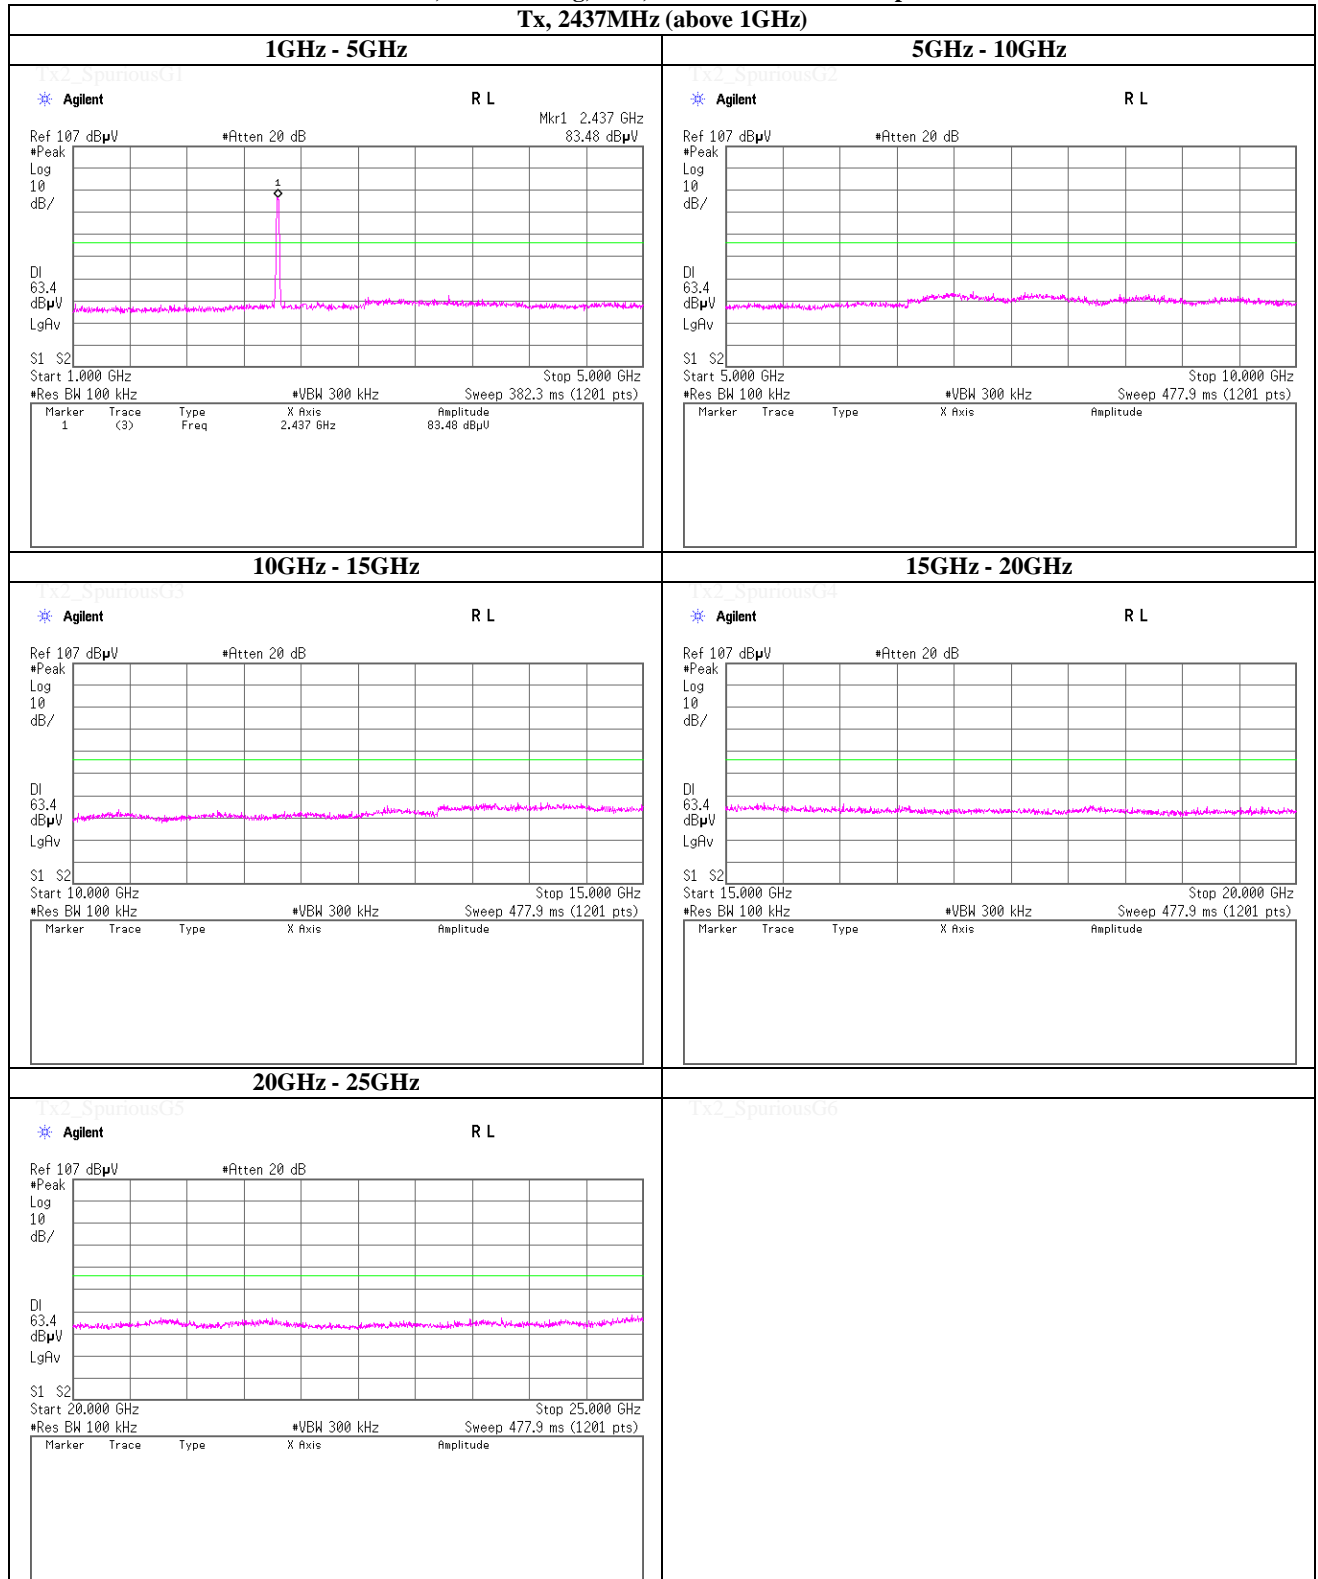 Tx, 2437MHz (above 1GHz)
1GHz - 5GHz
5GHz - 10GHz
Tx2_SpuriousG1
Agilent
R L
Mkr1 2.437 GHz
Ref 107 dBµV
#Atten 20 dB
83.48 dBµV
#Peak
Log
10
dB/
1
DI
63.4
dBµV
LgAv
S1 S2
Start 1.000 GHz
Stop 5.000 GHz
#Res BW 100 kHz
#VBW 300 kHz
Sweep 382.3 ms (1201 pts)
Marker Trace Type X Axis Amplitude
1 (3) Freq 2.437 GHz 83.48 dBµV
Tx2_SpuriousG2
Agilent
R L
Ref 107 dBµV
#Atten 20 dB
#Peak
Log
10
dB/
DI
63.4
dBµV
LgAv
S1 S2
Start 5.000 GHz
Stop 10.000 GHz
#Res BW 100 kHz
#VBW 300 kHz
Sweep 477.9 ms (1201 pts)
Marker Trace Type X Axis Amplitude
10GHz - 15GHz
15GHz - 20GHz
Tx2_SpuriousG3
Agilent
R L
Ref 107 dBµV
#Atten 20 dB
#Peak
Log
10
dB/
DI
63.4
dBµV
LgAv
S1 S2
Start 10.000 GHz
Stop 15.000 GHz
#Res BW 100 kHz
#VBW 300 kHz
Sweep 477.9 ms (1201 pts)
Marker Trace Type X Axis Amplitude
Tx2_SpuriousG4
Agilent
R L
Ref 107 dBµV
#Atten 20 dB
#Peak
Log
10
dB/
DI
63.4
dBµV
LgAv
S1 S2
Start 15.000 GHz
Stop 20.000 GHz
#Res BW 100 kHz
#VBW 300 kHz
Sweep 477.9 ms (1201 pts)
Marker Trace Type X Axis Amplitude
20GHz - 25GHz
Tx2_SpuriousG5
Agilent
R L
Ref 107 dBµV
#Atten 20 dB
#Peak
Log
10
dB/
DI
63.4
dBµV
LgAv
S1 S2
Start 20.000 GHz
Stop 25.000 GHz
#Res BW 100 kHz
#VBW 300 kHz
Sweep 477.9 ms (1201 pts)
Marker Trace Type X Axis Amplitude
Tx2_SpuriousG6